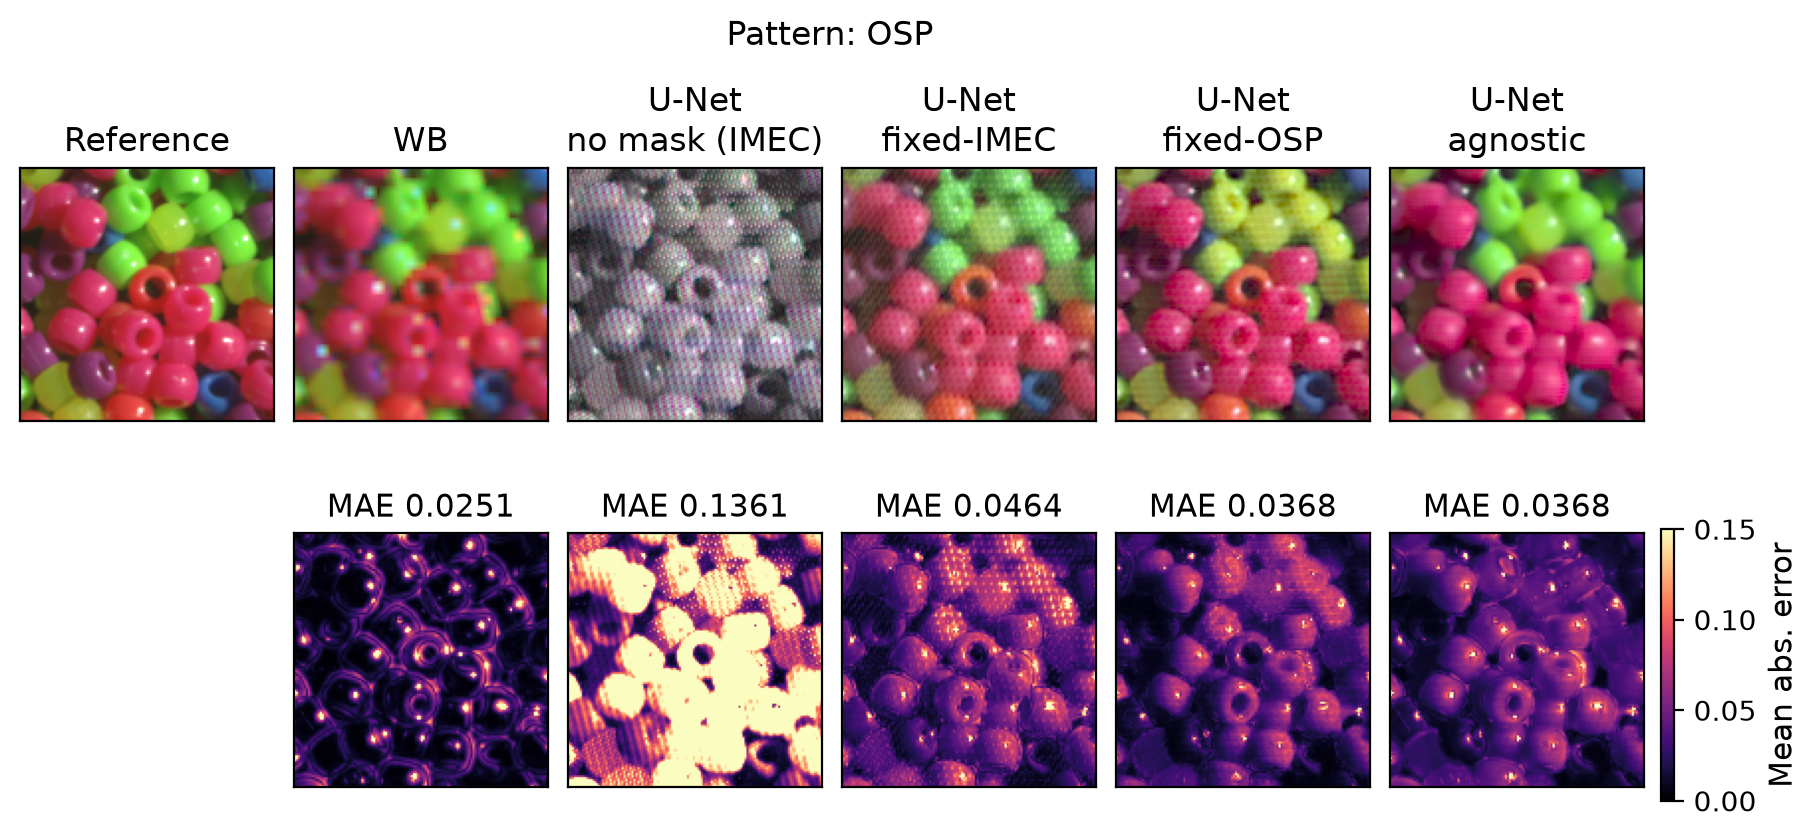 Pattern: OSP
Reference
WB
U-Net
no mask (IMEC)
U-Net
fixed-IMEC
U-Net
fixed-OSP
U-Net
agnostic
MAE 0.0251
MAE 0.1361
MAE 0.0464
MAE 0.0368
MAE 0.0368
0.15
0.10
0.05
0.00
Mean abs. error